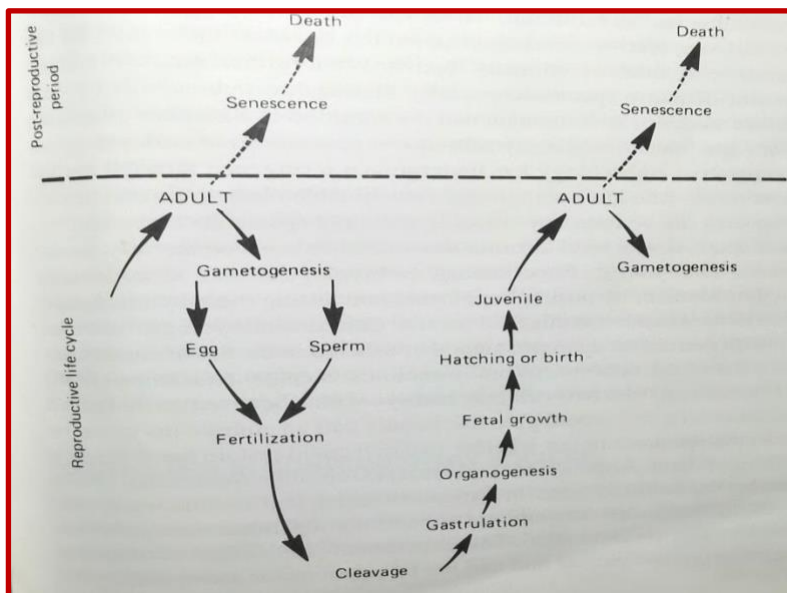 Death
Senescence
ADULT
Gametogenesis
Egg
Sperm
Fertilization
Cleavage
Gastrulation
Organogenesis
Fetal growth
Hatching or birth
Juvenile
ADULT
Gametogenesis
Senescence
Death
Post-reproductive
period
Reproductive life cycle